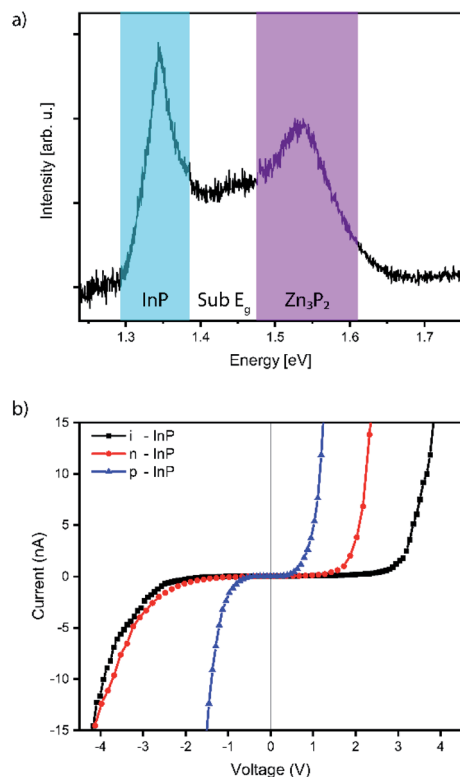 a)
Intensity [arb. u.]
InP
Sub E₉
Zn₃P₂
1.3
1.4
1.5
1.6
1.7
Energy [eV]
b)
i - InP
n - InP
p - InP
Current (nA)
15
10
5
0
-5
-10
-15
-4
-3
-2
-1
0
1
2
3
4
Voltage (V)